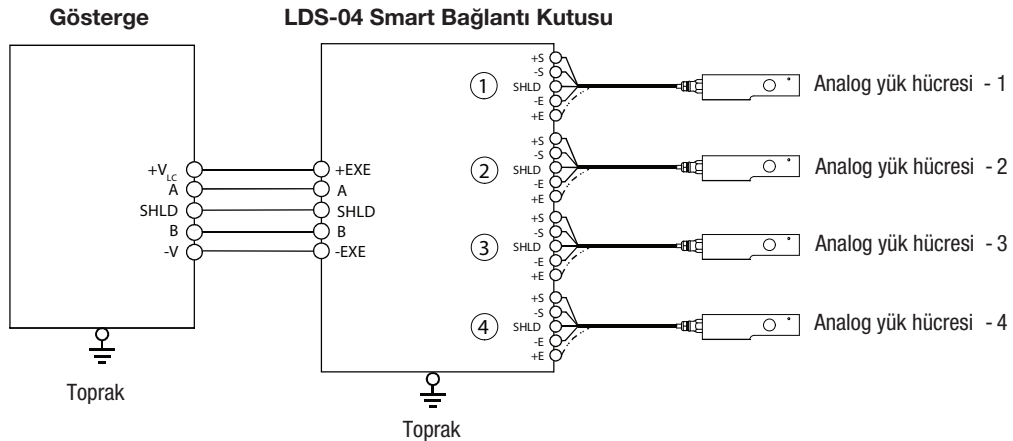 Gösterge
LDS-04 Smart Bağlantı Kutusu
+V_LC
A
SHLD
B
-V
Toprak
+EXE
A
SHLD
B
-EXE
Toprak
1
+S
-S
SHLD
-E
+E
Analog yük hücresi - 1
2
+S
-S
SHLD
-E
+E
Analog yük hücresi - 2
3
+S
-S
SHLD
-E
+E
Analog yük hücresi - 3
4
+S
-S
SHLD
-E
+E
Analog yük hücresi - 4